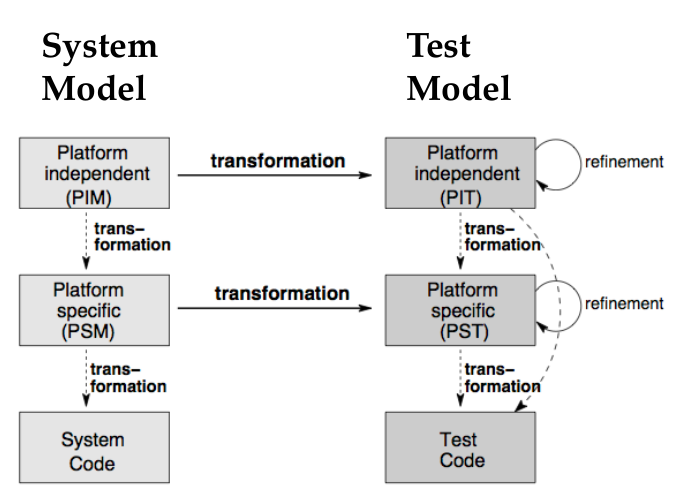 System
Model
Test
Model
Platform
independent
(PIM)
transformation
Platform
independent
(PIT)
refinement
trans–
formation
trans–
formation
Platform
specific
(PSM)
transformation
Platform
specific
(PST)
refinement
trans–
formation
trans–
formation
System
Code
Test
Code